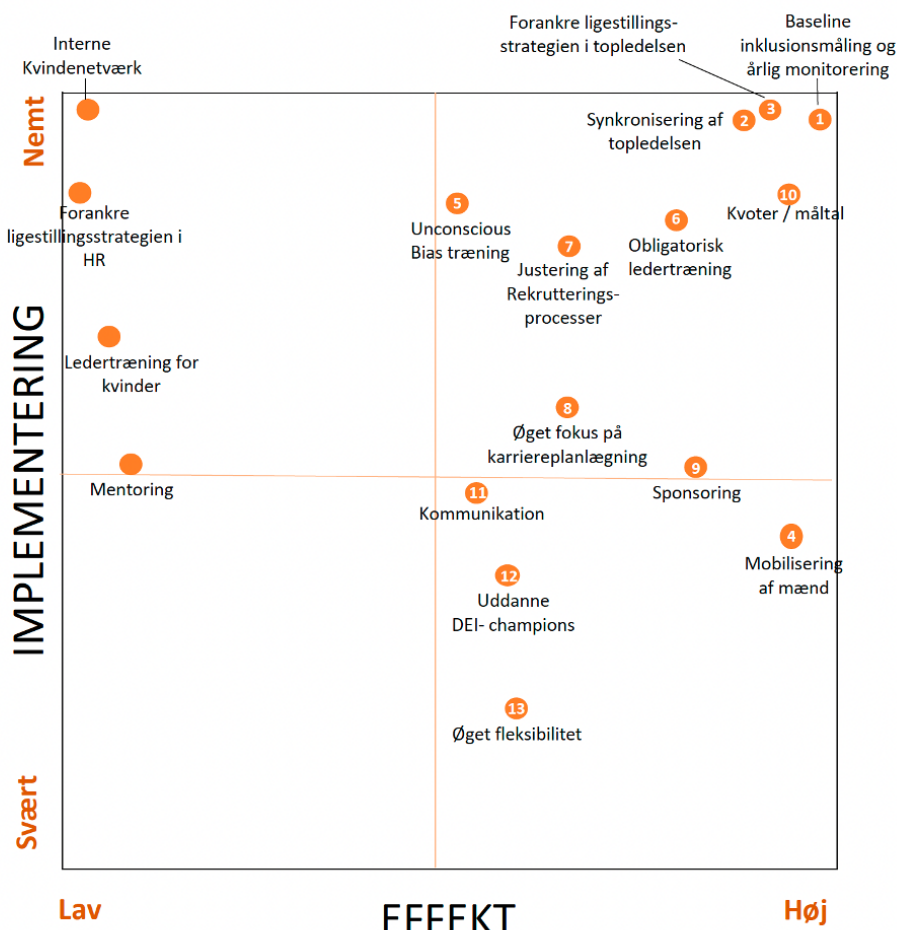 Forankre ligestillings-
strategien i topledelsen
Baseline
inklusionsmåling og
årlig monitorering
Interne
Kvindenetværk
Nemt
3
2
1
Synkronisering af
topledelsen
10
Kvoter / måltal
Forankre
ligestillingsstrategien i
HR
5
Unconscious
Bias træning
6
Obligatorisk
ledertræning
7
Justering af
Rekrutterings-
processer
IMPLEMENTERING
Ledertræning for
kvinder
8
Øget fokus på
karriereplanlægning
Mentoring
9
Sponsoring
11
Kommunikation
4
Mobilisering
af mænd
12
Uddanne
DEI- champions
13
Øget fleksibilitet
Svært
Lav
EFFEKT
Høj